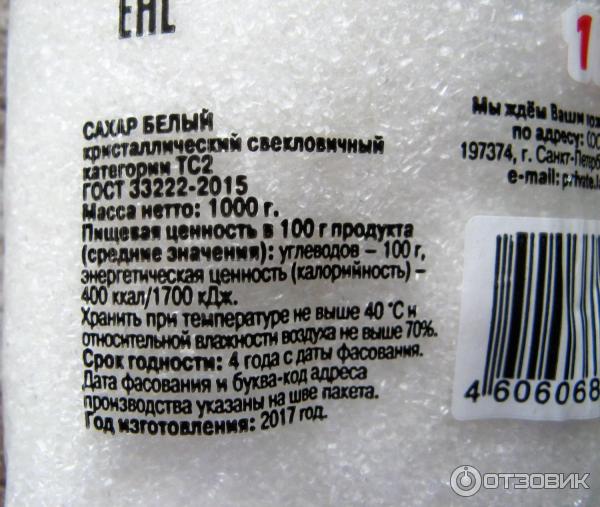 ЕАС
1
САХАР БЕЛЫЙ
кристаллический свекловичный
категории ТС2
ГОСТ 33222-2015
Масса нетто: 1000 г.
Пищевая ценность в 100 г продукта
(средние значения): углеводов – 100 г,
энергетическая ценность (калорийность) –
400 ккал/1700 кДж.
Хранить при температуре не выше 40 °С и
относительной влажности воздуха не выше 70%.
Срок годности: 4 года с даты фасования.
Дата фасования и буква-код адреса
производства указаны на шве пакета.
Год изготовления: 2017 год.
Мы ждём Ваши
по адресу:
197374, г. Санкт-Петерб
e-mail: private.
4 606068
ОТЗОВИК